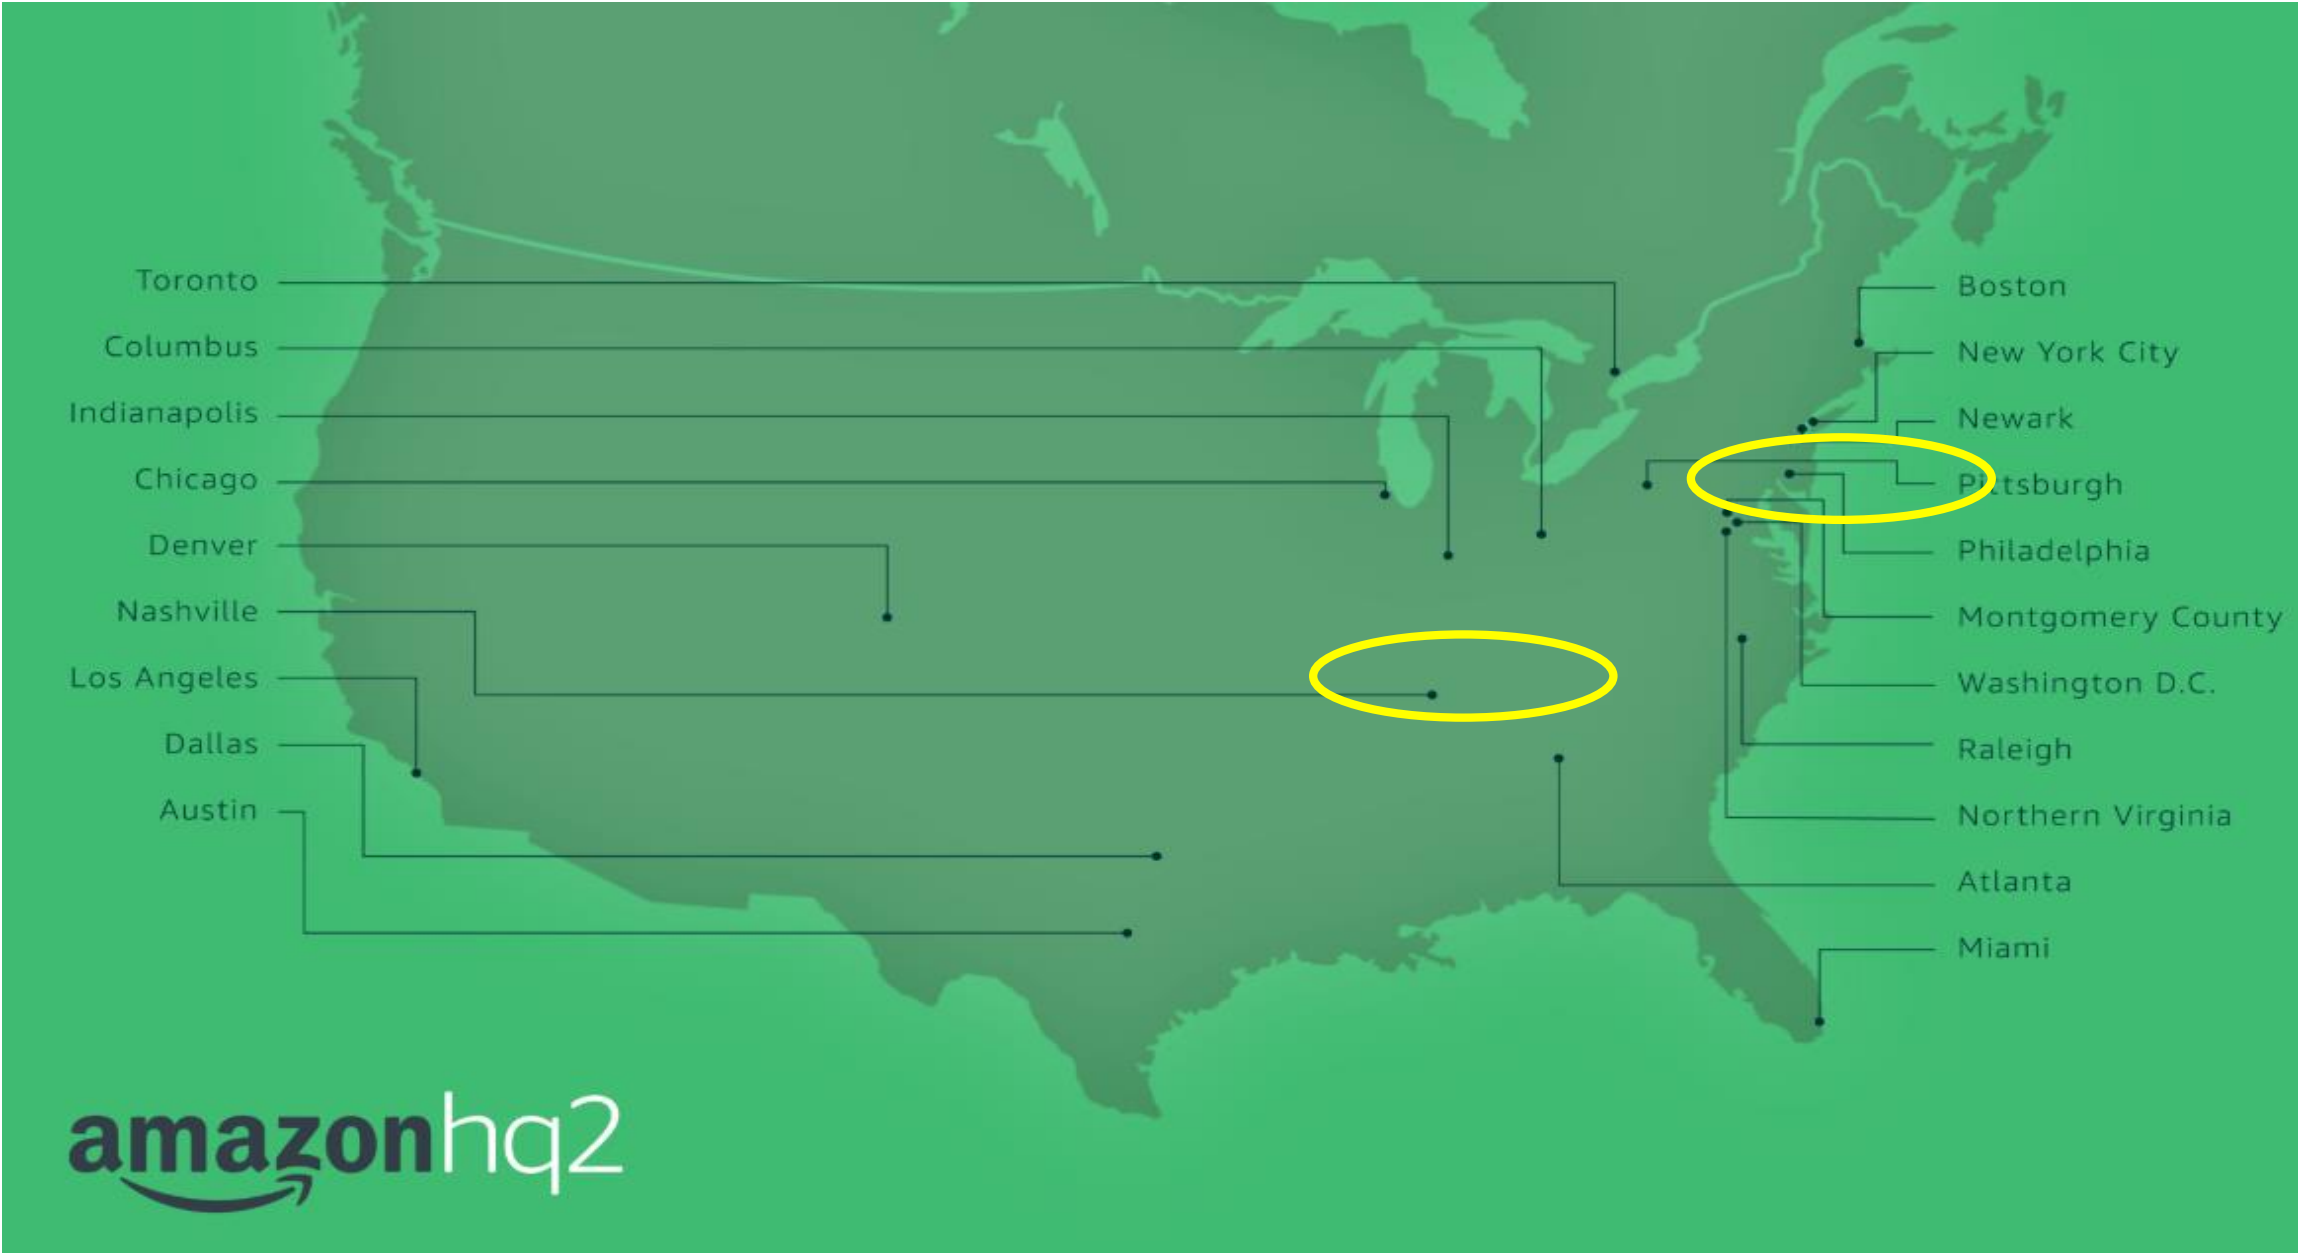 Toronto
Columbus
Indianapolis
Chicago
Denver
Nashville
Los Angeles
Dallas
Austin
Boston
New York City
Newark
Pittsburgh
Philadelphia
Montgomery County
Washington D.C.
Raleigh
Northern Virginia
Atlanta
Miami
amazonhq2